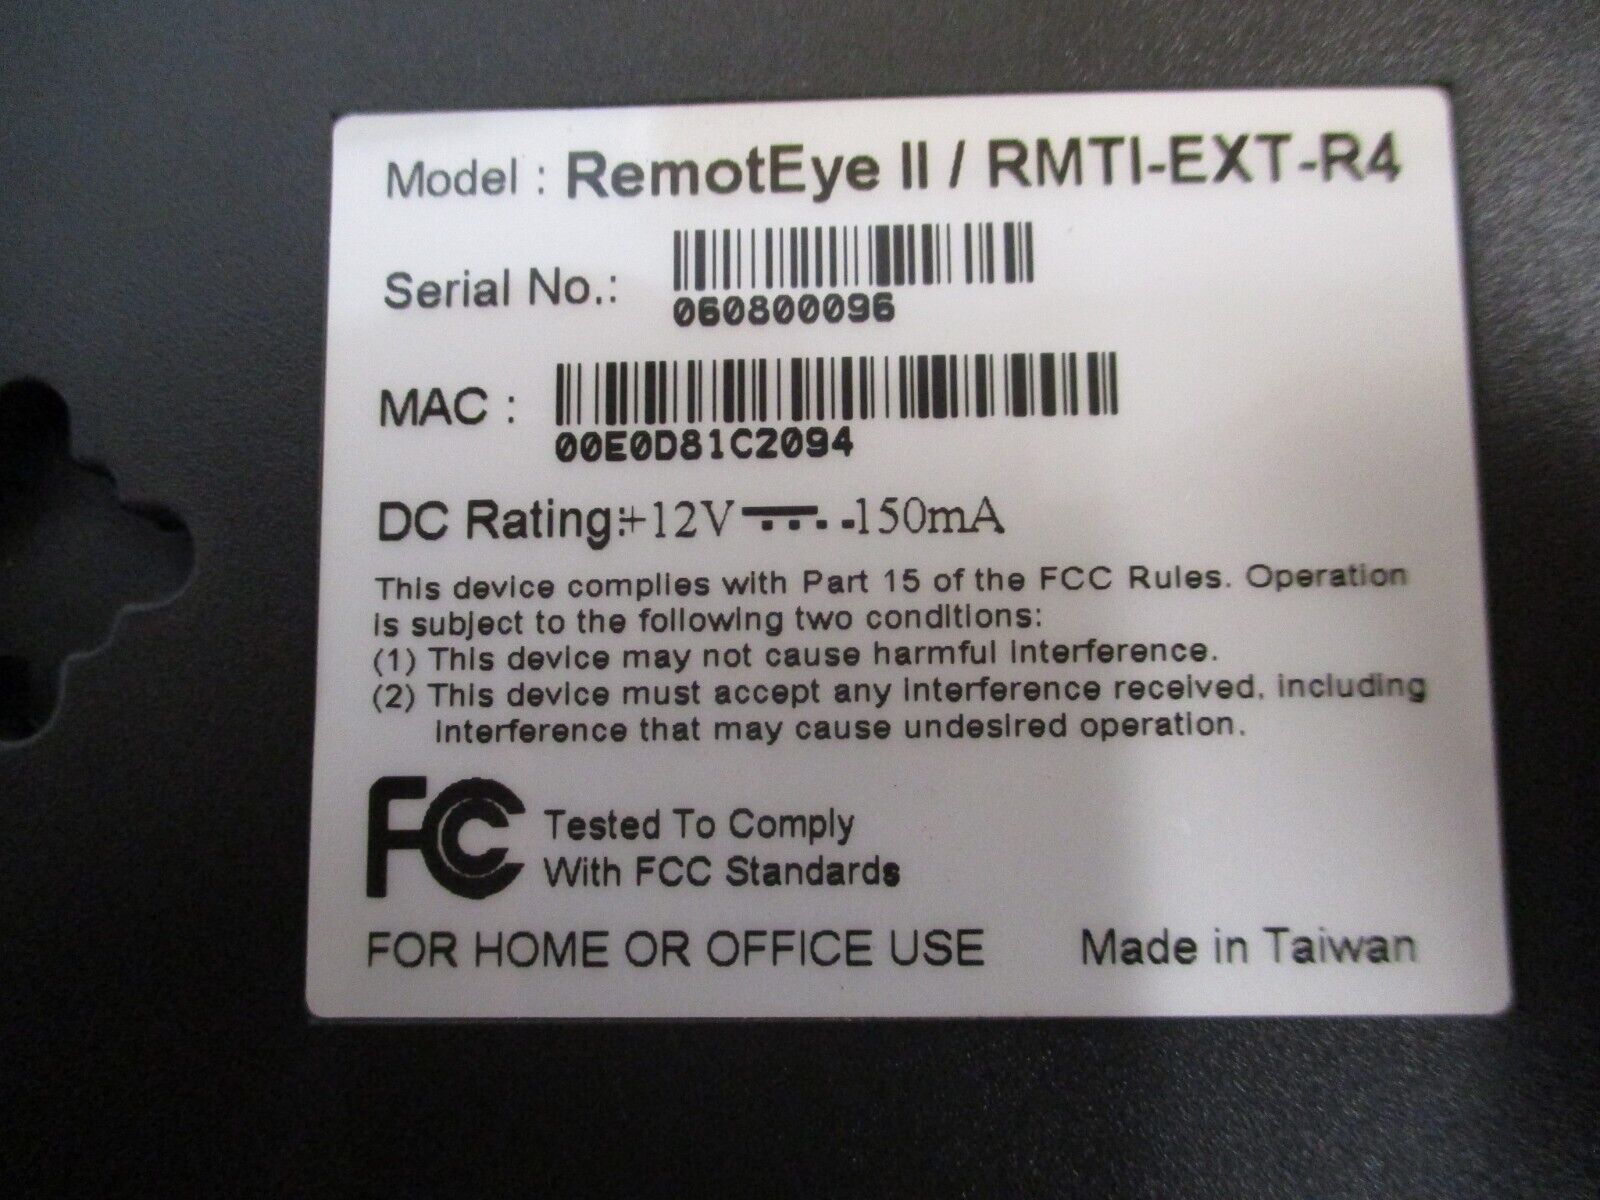 Model : RemotEye II / RMTI-EXT-R4
Serial No.:
060800096
MAC :
00E0D81C2094
DC Rating:+12V 150mA
This device complies with Part 15 of the FCC Rules. Operation
is subject to the following two conditions:
(1) This device may not cause harmful interference.
(2) This device must accept any interference received, including
interference that may cause undesired operation.
FC Tested To Comply
With FCC Standards
FOR HOME OR OFFICE USE Made in Taiwan